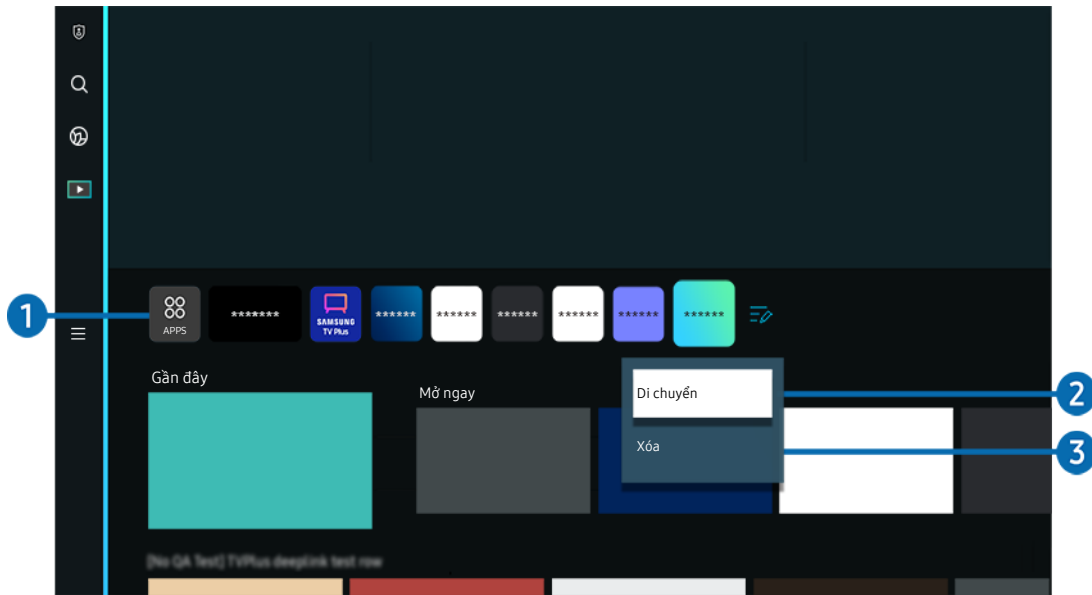 1
APPS
*******
SAMSUNG
TV Plus
******
******
******
******
******
******
Gần đây
Mở ngay
Di chuyển
2
Xóa
3
[No QA Test] TVPlus deeplink test row